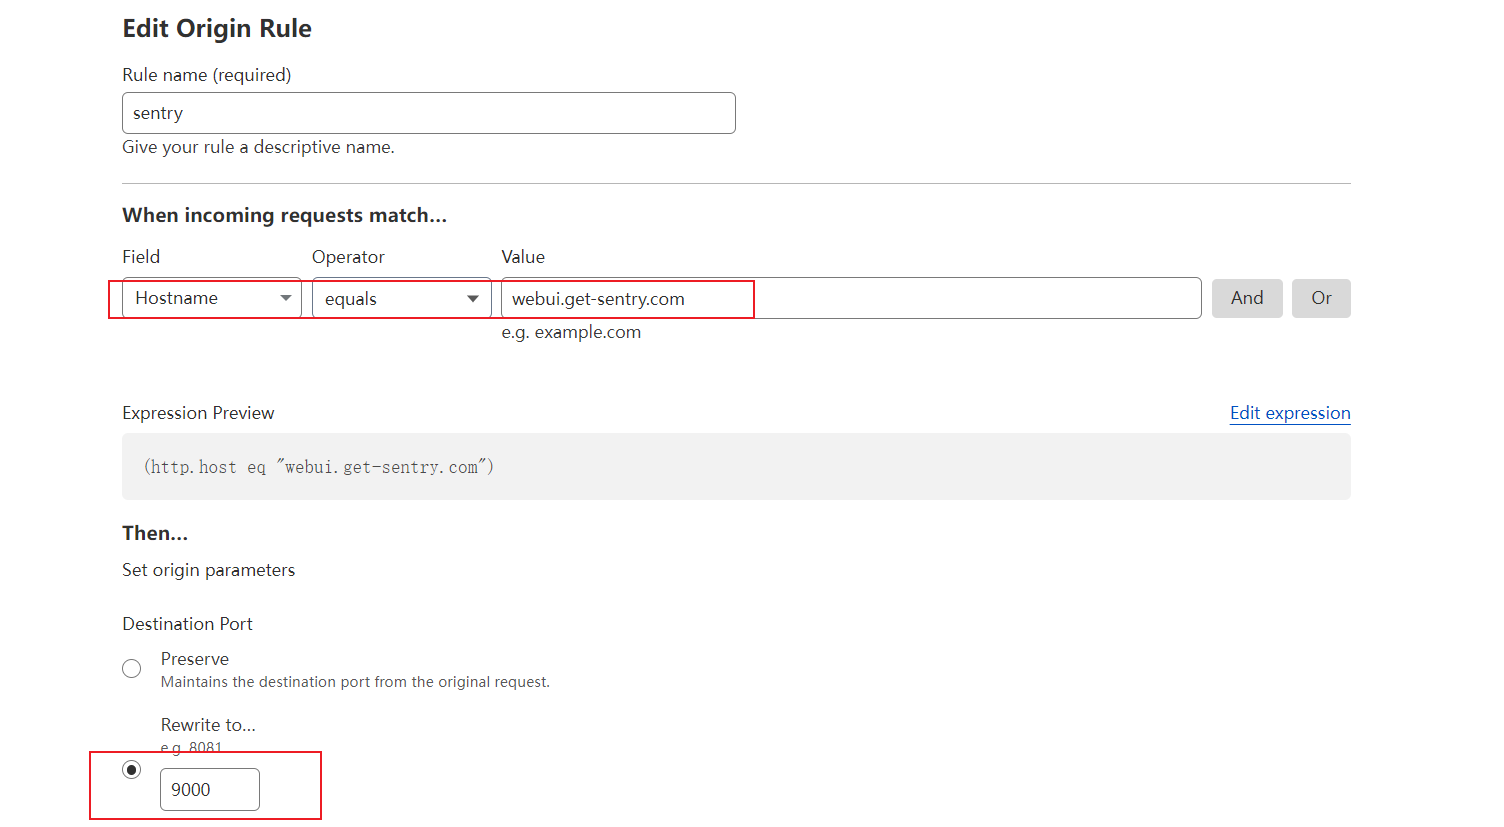 Edit Origin Rule
Rule name (required)
sentry
Give your rule a descriptive name.
When incoming requests match...
Field Operator Value
Hostname equals webui.get-sentry.com And Or
e.g. example.com
Expression Preview Edit expression
(http.host eq "webui.get-sentry.com")
Then...
Set origin parameters
Destination Port
Preserve
Maintains the destination port from the original request.
Rewrite to...
e.g. 8081
9000